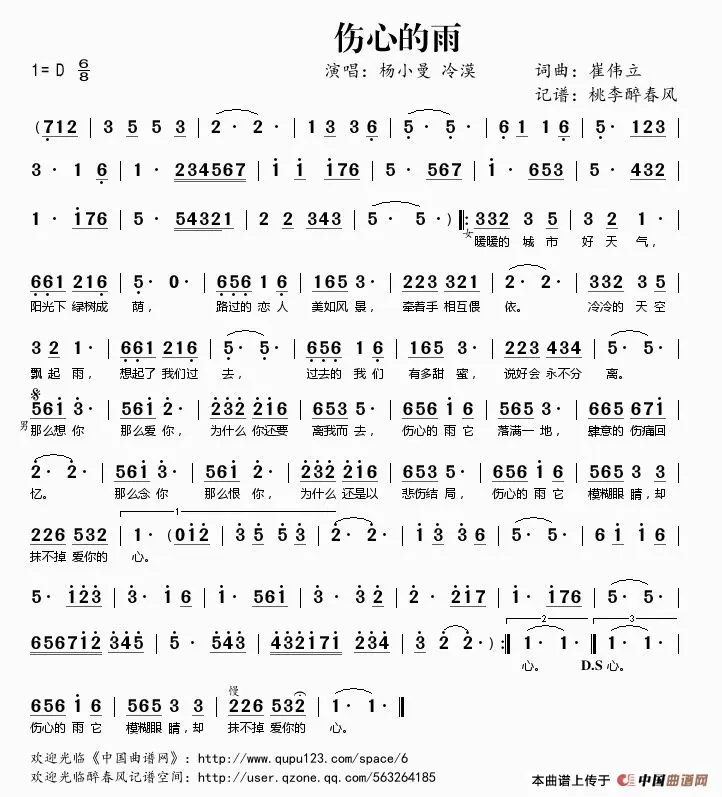 伤心的雨
1= D 6/8
演唱：杨小曼 冷漠 词曲：崔伟立
记谱：桃李醉春风
(712 | 3 5 5 3 | 2· 2· | 1 3 3 6 | 5· 5· | 6 1 1 6 | 5· 123 |
3· 1 6 | 1· 234567 | i i i76 | 5· 567 | i· 653 | 5· 432 |
1· i76 | 5· 54321 | 2 2 343 | 5· 5·) ‖: 332 3 5 | 3 2 1· |
女 暖暖的 城 市 好 天 气，
661 216 | 5· 0· | 656 1 6 | 165 3· | 223 321 | 2· 2· | 332 3 5 |
阳光下 绿树成 荫， 路过的 恋 人 美如风 景， 牵着手 相互偎 依。 冷冷的 天 空
3 2 1· | 661 216 | 5· 5· | 656 1 6 | 165 3· | 223 434 | 5· 5· |
飘 起 雨， 想起了 我们过 去， 过去的 我 们 有多甜 蜜， 说好会 永不分 离。
56i 3· | 56i 2· | 232 2i6 | 653 5· | 656 i 6 | 565 3· | 665 67i |
男 那么想 你 那么爱 你， 为什么 你还要 离我而 去， 伤心的 雨 它 落满一 地， 肆意的 伤痛回
2· 2· | 56i 3· | 56i 2· | 232 2i6 | 653 5· | 656 i 6 | 565 3 3 |
忆。 那么念 你 那么恨 你， 为什么 还是以 悲伤结 局， 伤心的 雨 它 模糊眼 睛，却
1
226 532 | 1· (0i2 | 3 5 53 | 2· 2· | i 3 3 6 | 5· 5· | 6 i i 6 |
抹不掉 爱你的 心。
5· i23 | 3· i 6 | i· 56i | 3· 3 2 | 2· 2i7 | i· i76 | 5· 5· |
2 3
6567i2 345 | 5· 543 | 432i7i 234 | 3 2 2·) :‖ i· i· ‖ i· i· |
心。 D.S 心。
慢
656 i 6 | 565 3 3 | 226 532 | i· i· ‖
伤心的 雨 它 模糊眼 睛，却 抹不掉 爱你的 心。
欢迎光临《中国曲谱网》：http://www.qupu123.com/space/6
欢迎光临醉春风记谱空间：http://user.qzone.qq.com/563264185
本曲谱上传于 中国曲谱网